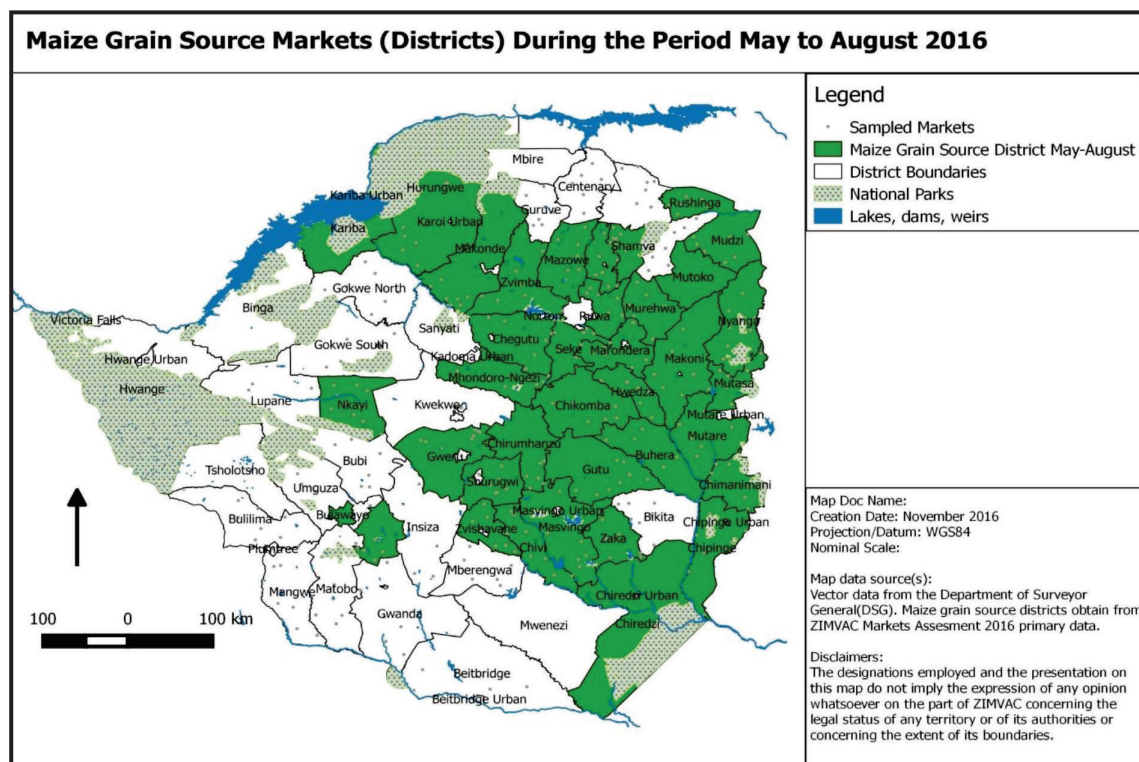 Maize Grain Source Markets (Districts) During the Period May to August 2016
Legend
Sampled Markets
Maize Grain Source District May-August
District Boundaries
National Parks
Lakes, dams, weirs
Mbire
Centenary
Hurungwe
Kariba Urban
Guruve
Rushinga
Kariba
Karoi Urban
Makonde
Shamva
Mudzi
Mazowe
Zvimba
Mutoko
Gokwe North
Binga
Norton
Ruwa
Murehwa
Nyanga
Victoria Falls
Sanyati
Chegutu
Gokwe South
Kadoma Urban
Seke
Marondera
Makoni
Hwange Urban
Mhondoro-Ngezi
Mutasa
Hwange
Hwedza
Lupane
Nkayi
Kwekwe
Chikomba
Mutare Urban
Mutare
Chirumhanzu
Gweru
Buhera
Bubi
Tsholotsho
Gutu
Shurugwi
Chimanimani
Umguza
Masvingo Urban
Bulilima
Bulawayo
Insiza
Zvishavane
Masvingo
Bikita
Chipinge Urban
Zaka
Plumtree
Chivi
Chipinge
Mberengwa
Mangwe
Matobo
Chiredzi Urban
Gwanda
Mwenezi
Chiredzi
Beitbridge
Beitbridge Urban
100 0 100 km
Map Doc Name:
Creation Date: November 2016
Projection/Datum: WGS84
Nominal Scale:
Map data source(s):
Vector data from the Department of Surveyor
General(DSG). Maize grain source districts obtain from
ZIMVAC Markets Assesment 2016 primary data.
Disclaimers:
The designations employed and the presentation on
this map do not imply the expression of any opinion
whatsoever on the part of ZIMVAC concerning the
legal status of any territory or of its authorities or
concerning the extent of its boundaries.